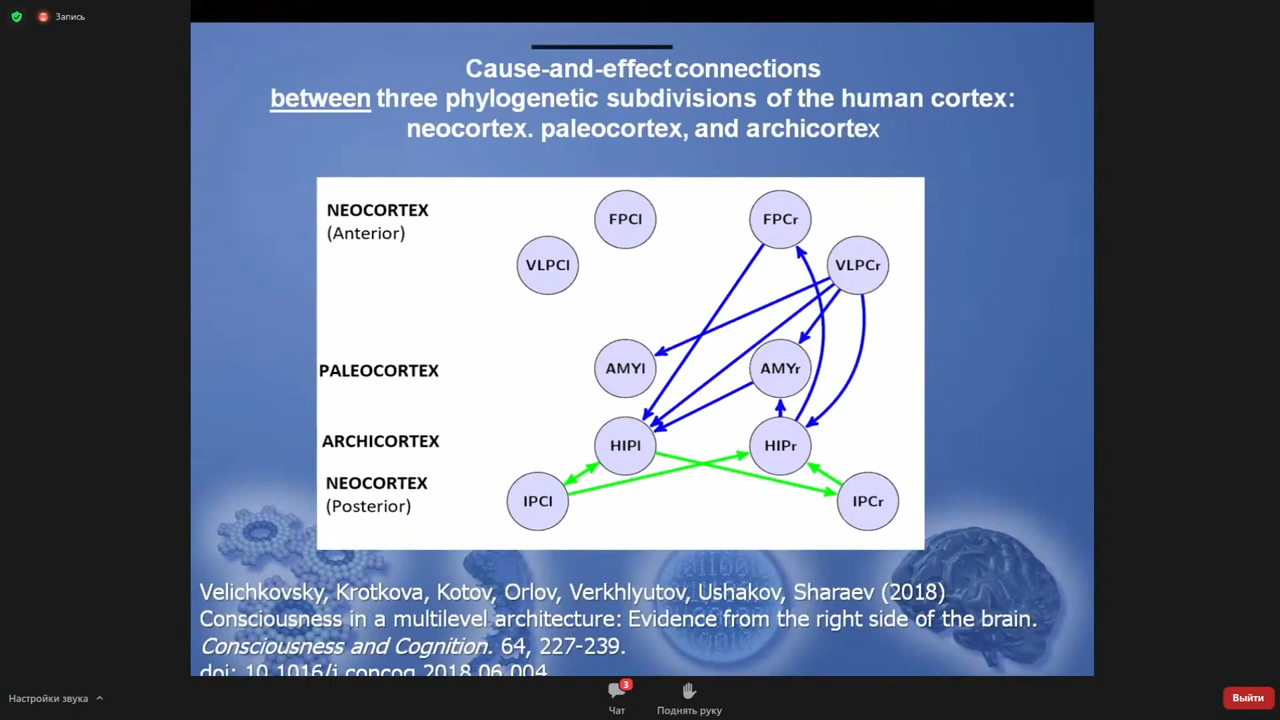 Запись
Cause-and-effect connections
between three phylogenetic subdivisions of the human cortex:
neocortex. paleocortex, and archicortex
NEOCORTEX
(Anterior)
FPCl
FPCr
VLPCl
VLPCr
PALEOCORTEX
AMYl
AMYr
ARCHICORTEX
HIPl
HIPr
NEOCORTEX
(Posterior)
IPCl
IPCr
Velichkovsky, Krotkova, Kotov, Orlov, Verkhlyutov, Ushakov, Sharaev (2018)
Consciousness in a multilevel architecture: Evidence from the right side of the brain.
Consciousness and Cognition. 64, 227-239.
doi: 10.1016/j.concog.2018.06.004
Настройки звука
3
Чат
Поднять руку
Выйти